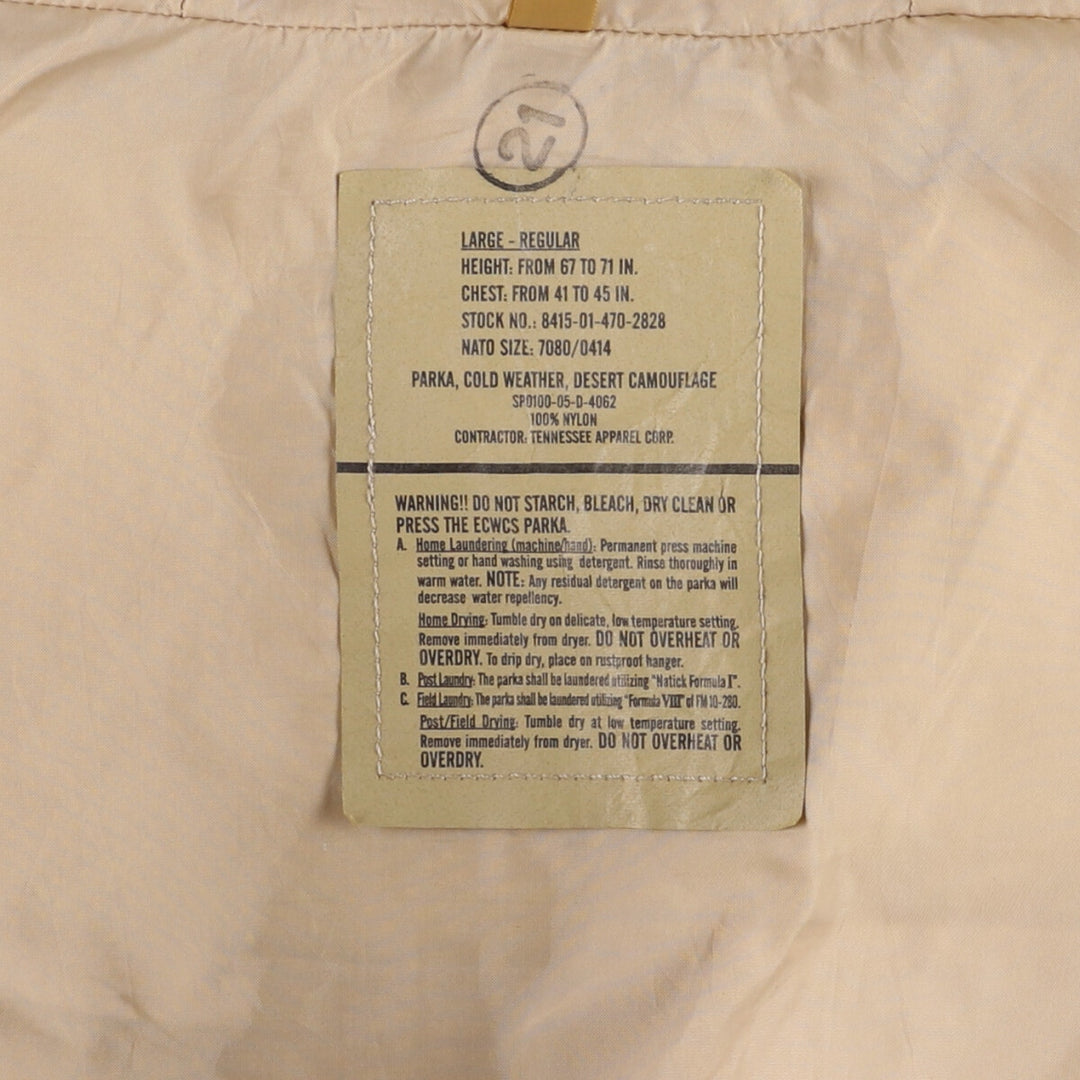 21
LARGE - REGULAR
HEIGHT: FROM 67 TO 71 IN.
CHEST: FROM 41 TO 45 IN.
STOCK NO.: 8415-01-470-2828
NATO SIZE: 7080/0414
PARKA, COLD WEATHER, DESERT CAMOUFLAGE
SP0100-05-D-4062
100% NYLON
CONTRACTOR: TENNESSEE APPAREL CORP.
WARNING!! DO NOT STARCH, BLEACH, DRY CLEAN OR
PRESS THE ECWCS PARKA.
A. Home Laundering (machine/hand): Permanent press machine
setting or hand washing using detergent. Rinse thoroughly in
warm water. NOTE: Any residual detergent on the parka will
decrease water repellency.
Home Drying: Tumble dry on delicate, low temperature setting.
Remove immediately from dryer. DO NOT OVERHEAT OR
OVERDRY. To drip dry, place on rustproof hanger.
B. Post Laundry: The parka shall be laundered utilizing "Natick Formula I".
C. Field Laundry: The parka shall be laundered utilizing "Formula VIII" of FM 10-280.
Post/Field Drying: Tumble dry at low temperature setting.
Remove immediately from dryer. DO NOT OVERHEAT OR
OVERDRY.